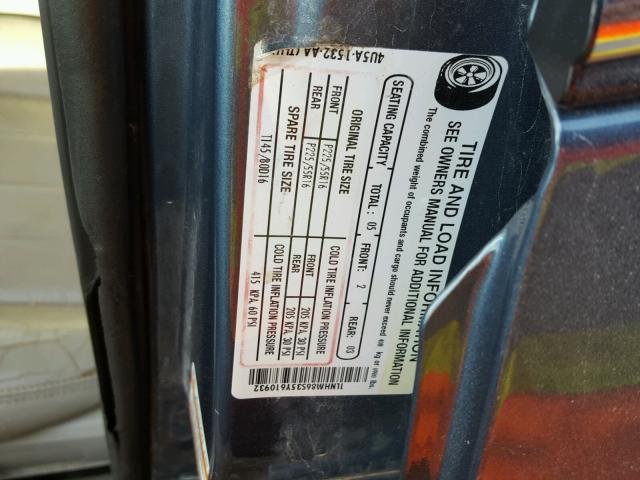 TIRE AND LOAD INFORMATION
SEE OWNERS MANUAL FOR ADDITIONAL INFORMATION
The combined weight of occupants and cargo should never exceed kg or lbs.
SEATING CAPACITY TOTAL: 05 FRONT: 2 REAR: 03
ORIGINAL TIRE SIZE COLD TIRE INFLATION PRESSURE
FRONT P225/55R16 FRONT 205 KPA, 30 PSI
REAR P225/55R16 REAR 205 KPA, 30 PSI
SPARE TIRE SIZE COLD TIRE INFLATION PRESSURE
T145/80D16 415 KPA, 60 PSI
4U5A-1532-AA
1LNHM86S35Y610932